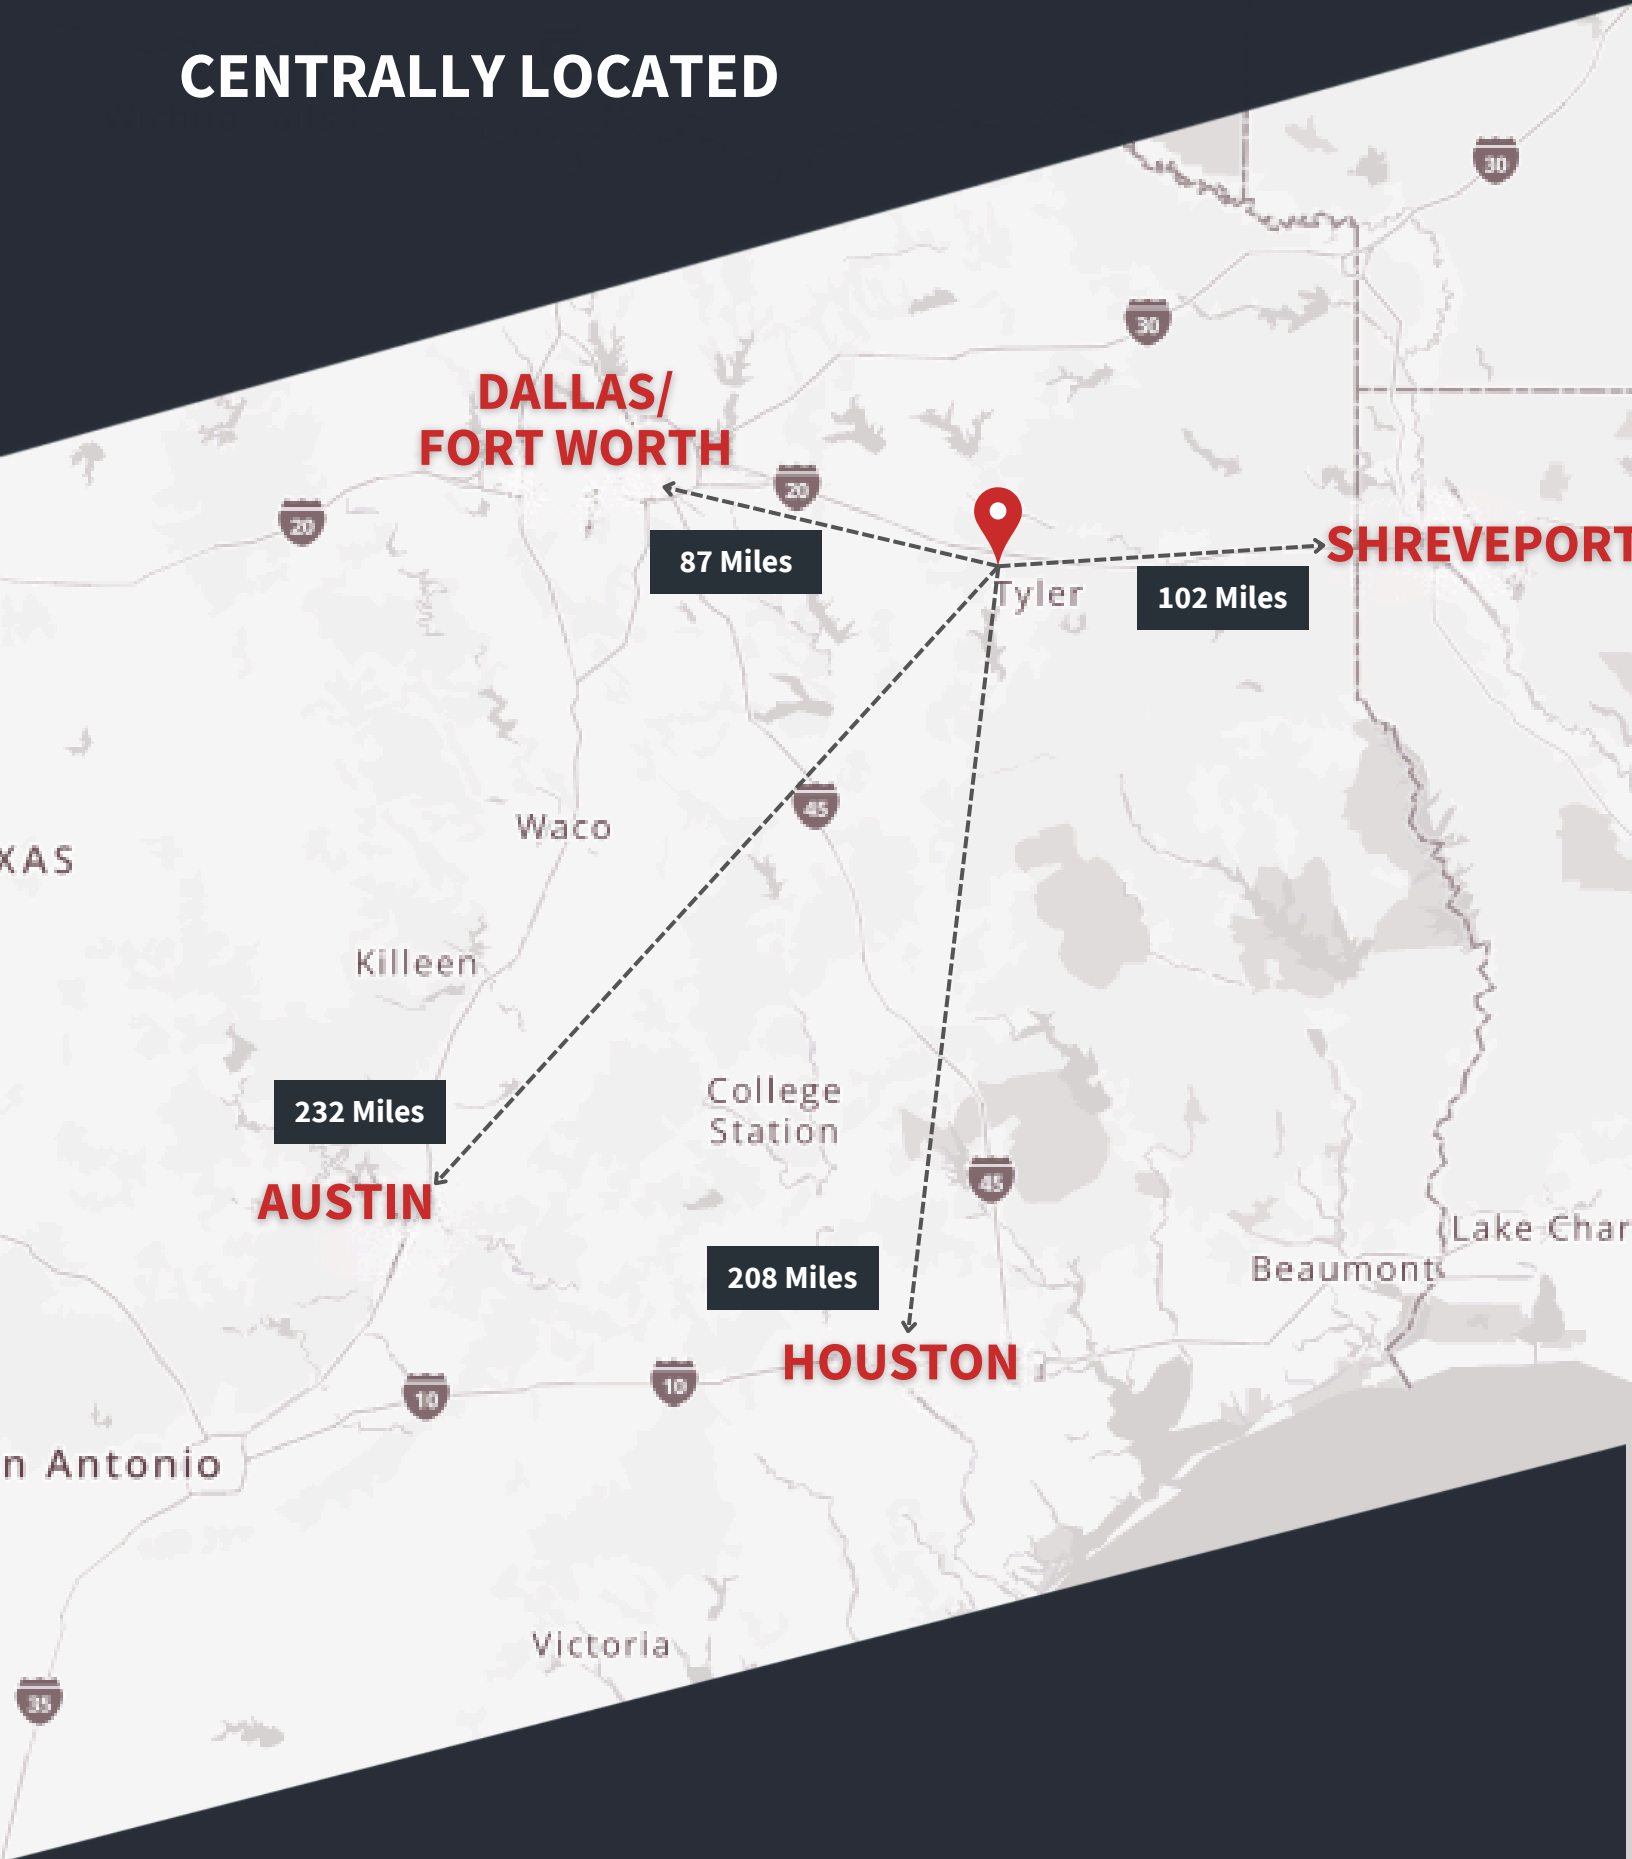 CENTRALLY LOCATED
30
30
DALLAS/
FORT WORTH
20
20
SHREVEPORT
87 Miles
102 Miles
Tyler
45
Waco
XAS
Killeen
College
Station
232 Miles
45
AUSTIN
Lake Char
Beaumont
208 Miles
HOUSTON
10
10
n Antonio
Victoria
35